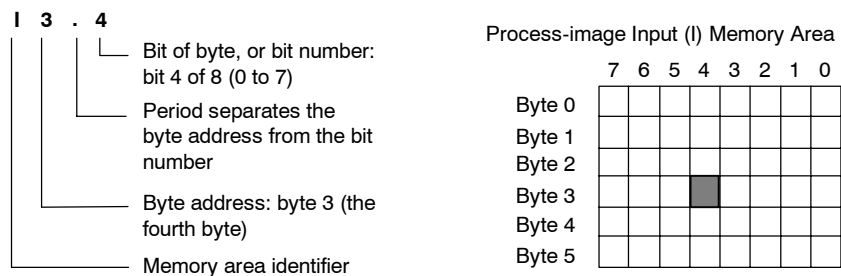 I 3 . 4
Bit of byte, or bit number:
bit 4 of 8 (0 to 7)
Period separates the
byte address from the bit
number
Byte address: byte 3 (the
fourth byte)
Memory area identifier
Process-image Input (I) Memory Area
7 6 5 4 3 2 1 0
Byte 0
Byte 1
Byte 2
Byte 3
Byte 4
Byte 5